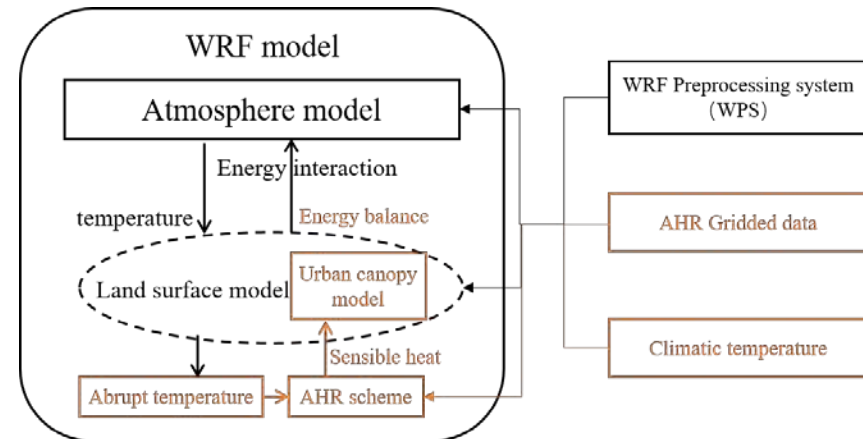 WRF model
Atmosphere model
Energy interaction
temperature
Energy balance
Land surface model
Urban canopy
model
Sensible heat
Abrupt temperature
AHR scheme
WRF Preprocessing system
(WPS)
AHR Gridded data
Climatic temperature